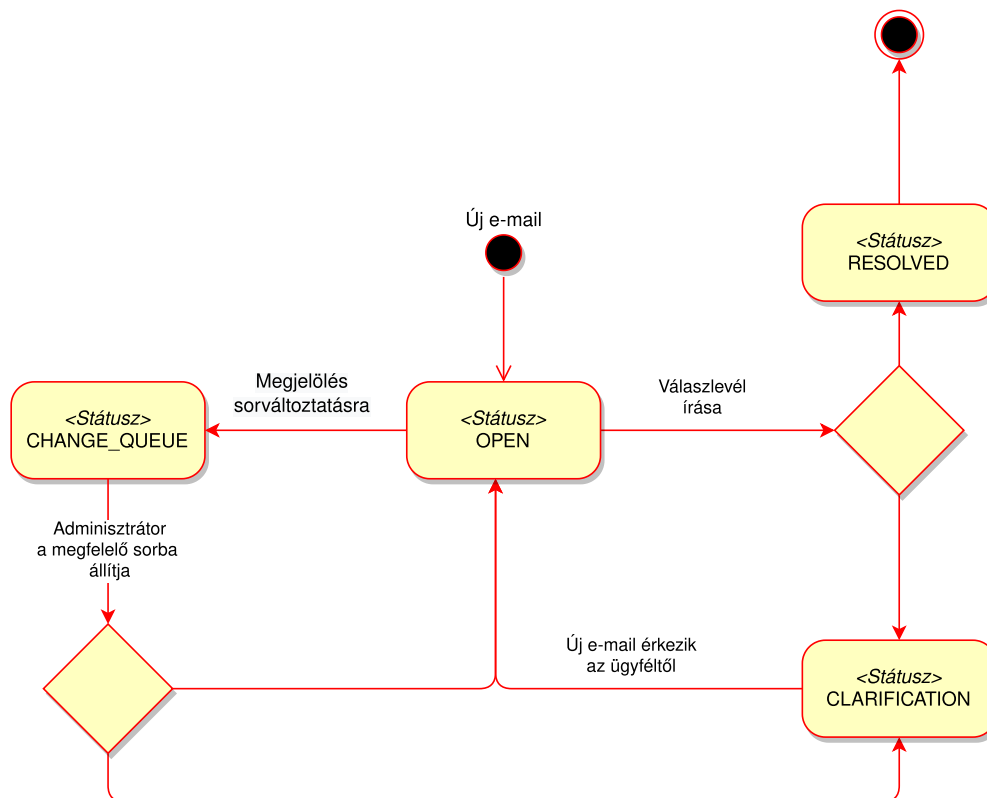 Új e-mail
<Státusz>
RESOLVED
Megjelölés
sorváltoztatásra
Válaszlevél
írása
<Státusz>
CHANGE_QUEUE
<Státusz>
OPEN
Adminisztrátor
a megfelelő sorba
állítja
Új e-mail érkezik
az ügyféltől
<Státusz>
CLARIFICATION